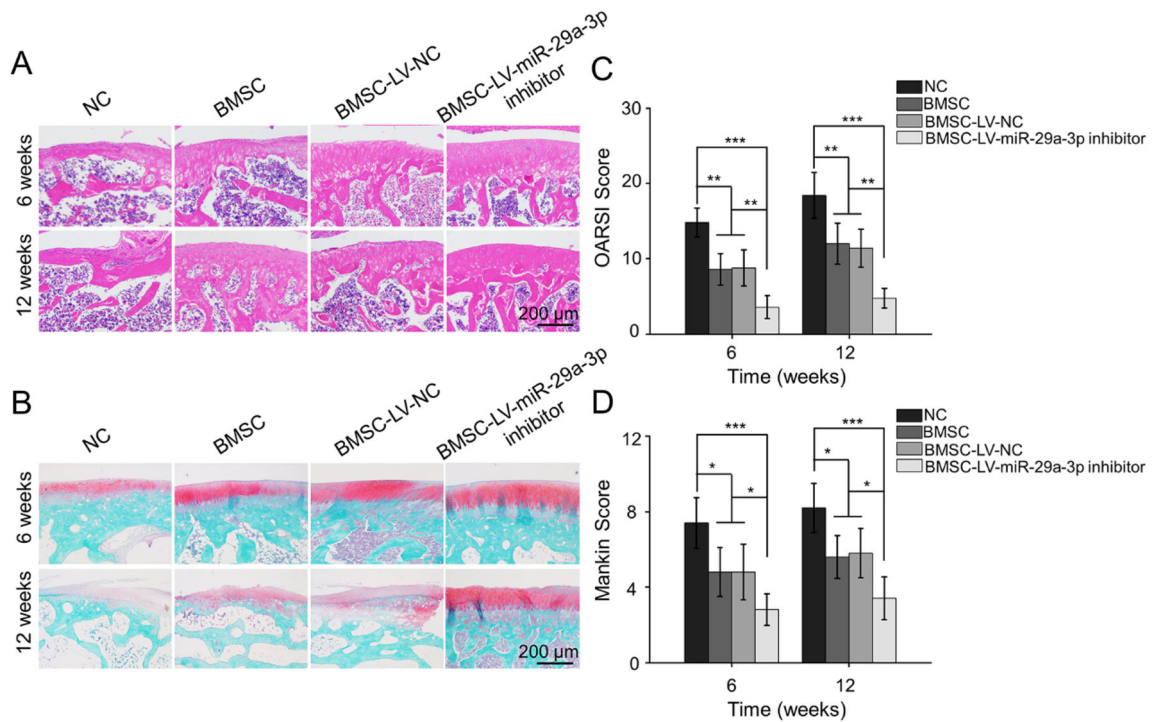 A
NC
BMSC
BMSC-LV-NC
BMSC-LV-miR-29a-3p
inhibitor
6 weeks
12 weeks
200 μm
B
NC
BMSC
BMSC-LV-NC
BMSC-LV-miR-29a-3p
inhibitor
6 weeks
12 weeks
200 μm
C
NC
BMSC
BMSC-LV-NC
BMSC-LV-miR-29a-3p inhibitor
OARSI Score
30
20
10
0
***
**
**
***
**
**
6
12
Time (weeks)
D
NC
BMSC
BMSC-LV-NC
BMSC-LV-miR-29a-3p inhibitor
Mankin Score
12
8
4
0
***
*
*
***
*
*
6
12
Time (weeks)